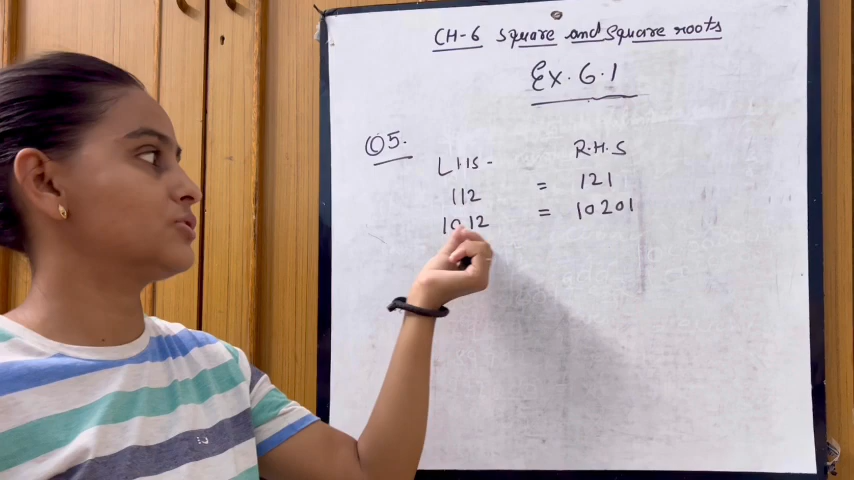 CH-6 Square and Square roots
Ex. 6.1
Q5.
LHS - R.H.S
112 = 121
1012 = 10201